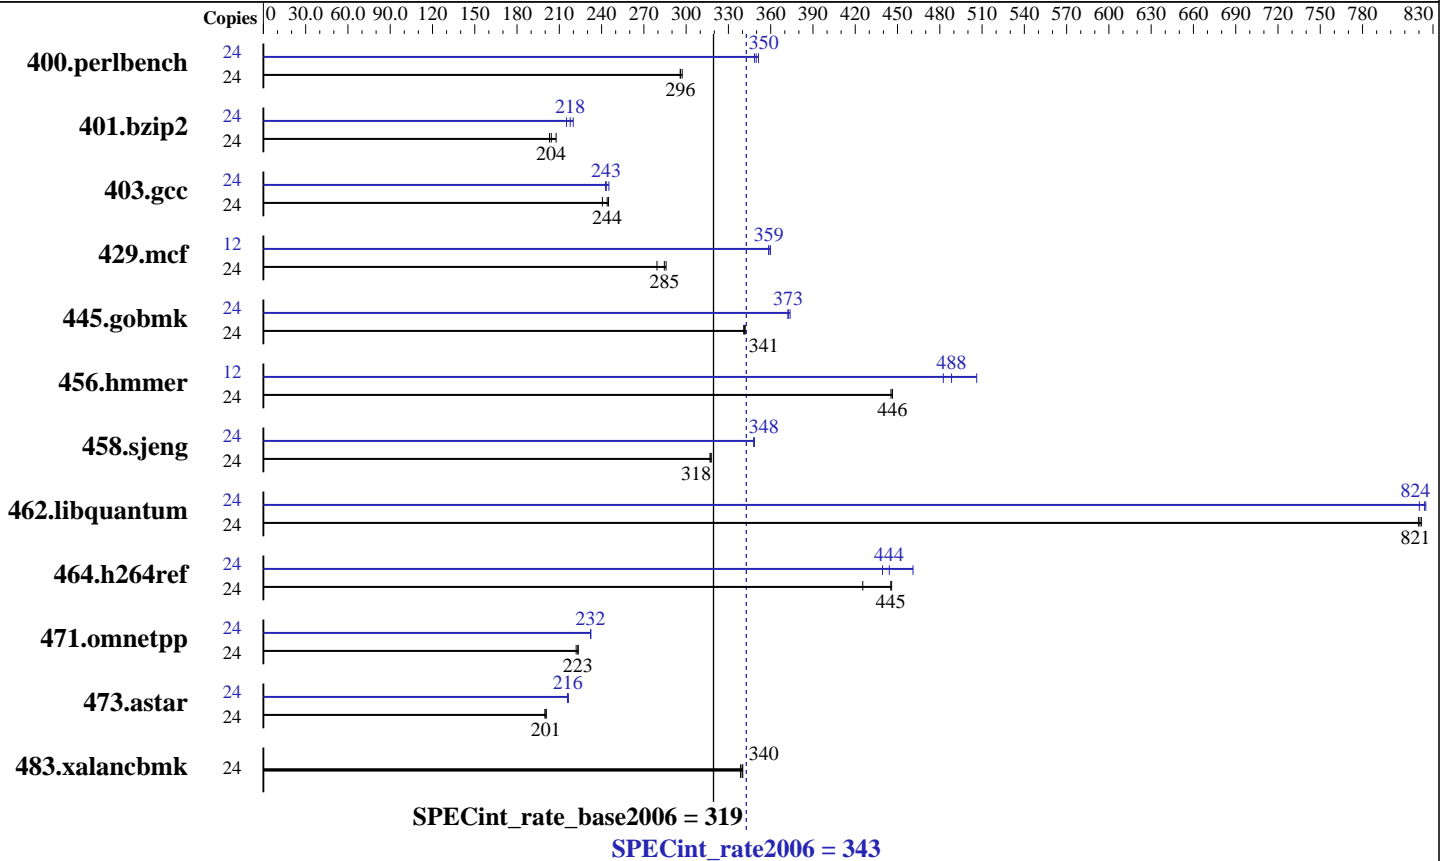 Copies 0 30.0 60.0 90.0 120 150 180 210 240 270 300 330 360 390 420 450 480 510 540 570 600 630 660 690 720 750 780 830
400.perlbench 24 350
24 296
401.bzip2 24 218
24 204
403.gcc 24 243
24 244
429.mcf 12 359
24 285
445.gobmk 24 373
24 341
456.hmmer 12 488
24 446
458.sjeng 24 348
24 318
462.libquantum 24 824
24 821
464.h264ref 24 444
24 445
471.omnetpp 24 232
24 223
473.astar 24 216
24 201
483.xalancbmk 24 340
SPECint_rate_base2006 = 319
SPECint_rate2006 = 343